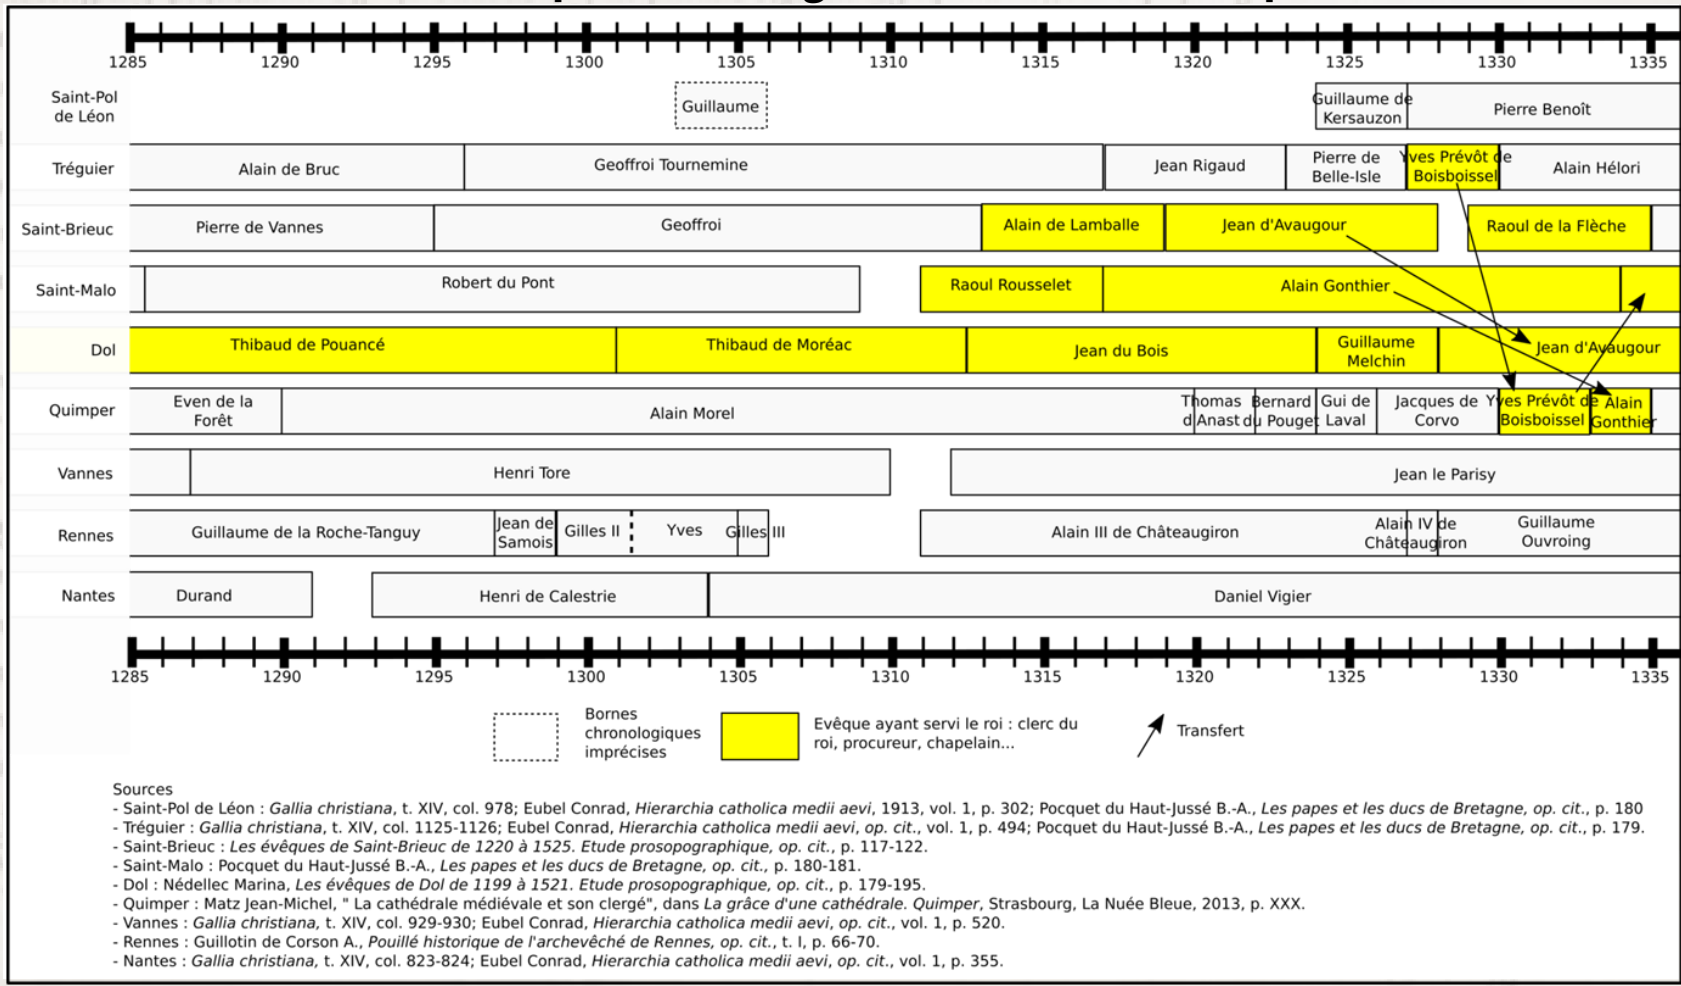 1285 1290 1295 1300 1305 1310 1315 1320 1325 1330 1335
Saint-Pol
de Léon
Guillaume
Guillaume de
Kersauzon
Pierre Benoît
Tréguier
Alain de Bruc
Geoffroi Tournemine
Jean Rigaud
Pierre de
Belle-Isle
Yves Prévôt de
Boisboissel
Alain Hélori
Saint-Brieuc
Pierre de Vannes
Geoffroi
Alain de Lamballe
Jean d'Avaugour
Raoul de la Flèche
Saint-Malo
Robert du Pont
Raoul Rousselet
Alain Gonthier
Dol
Thibaud de Pouancé
Thibaud de Moréac
Jean du Bois
Guillaume
Melchin
Jean d'Avaugour
Quimper
Even de la
Forêt
Alain Morel
Thomas
d'Anast
Bernard
du Pouget
Gui de
Laval
Jacques de
Corvo
Yves Prévôt de
Boisboissel
Alain
Gonthier
Vannes
Henri Tore
Jean le Parisy
Rennes
Guillaume de la Roche-Tanguy
Jean de
Samois
Gilles II
Yves
Gilles III
Alain III de Châteaugiron
Alain IV de
Châteaugiron
Guillaume
Ouvroing
Nantes
Durand
Henri de Calestrie
Daniel Vigier
1285 1290 1295 1300 1305 1310 1315 1320 1325 1330 1335
Bornes
chronologiques
imprécises
Evêque ayant servi le roi : clerc du
roi, procureur, chapelain...
Transfert
Sources
- Saint-Pol de Léon : Gallia christiana, t. XIV, col. 978; Eubel Conrad, Hierarchia catholica medii aevi, 1913, vol. 1, p. 302; Pocquet du Haut-Jussé B.-A., Les papes et les ducs de Bretagne, op. cit., p. 180
- Tréguier : Gallia christiana, t. XIV, col. 1125-1126; Eubel Conrad, Hierarchia catholica medii aevi, op. cit., vol. 1, p. 494; Pocquet du Haut-Jussé B.-A., Les papes et les ducs de Bretagne, op. cit., p. 179.
- Saint-Brieuc : Les évêques de Saint-Brieuc de 1220 à 1525. Etude prosopographique, op. cit., p. 117-122.
- Saint-Malo : Pocquet du Haut-Jussé B.-A., Les papes et les ducs de Bretagne, op. cit., p. 180-181.
- Dol : Nédellec Marina, Les évêques de Dol de 1199 à 1521. Etude prosopographique, op. cit., p. 179-195.
- Quimper : Matz Jean-Michel, " La cathédrale médiévale et son clergé", dans La grâce d'une cathédrale. Quimper, Strasbourg, La Nuée Bleue, 2013, p. XXX.
- Vannes : Gallia christiana, t. XIV, col. 929-930; Eubel Conrad, Hierarchia catholica medii aevi, op. cit., vol. 1, p. 520.
- Rennes : Guillotin de Corson A., Pouillé historique de l'archevêché de Rennes, op. cit., t. I, p. 66-70.
- Nantes : Gallia christiana, t. XIV, col. 823-824; Eubel Conrad, Hierarchia catholica medii aevi, op. cit., vol. 1, p. 355.